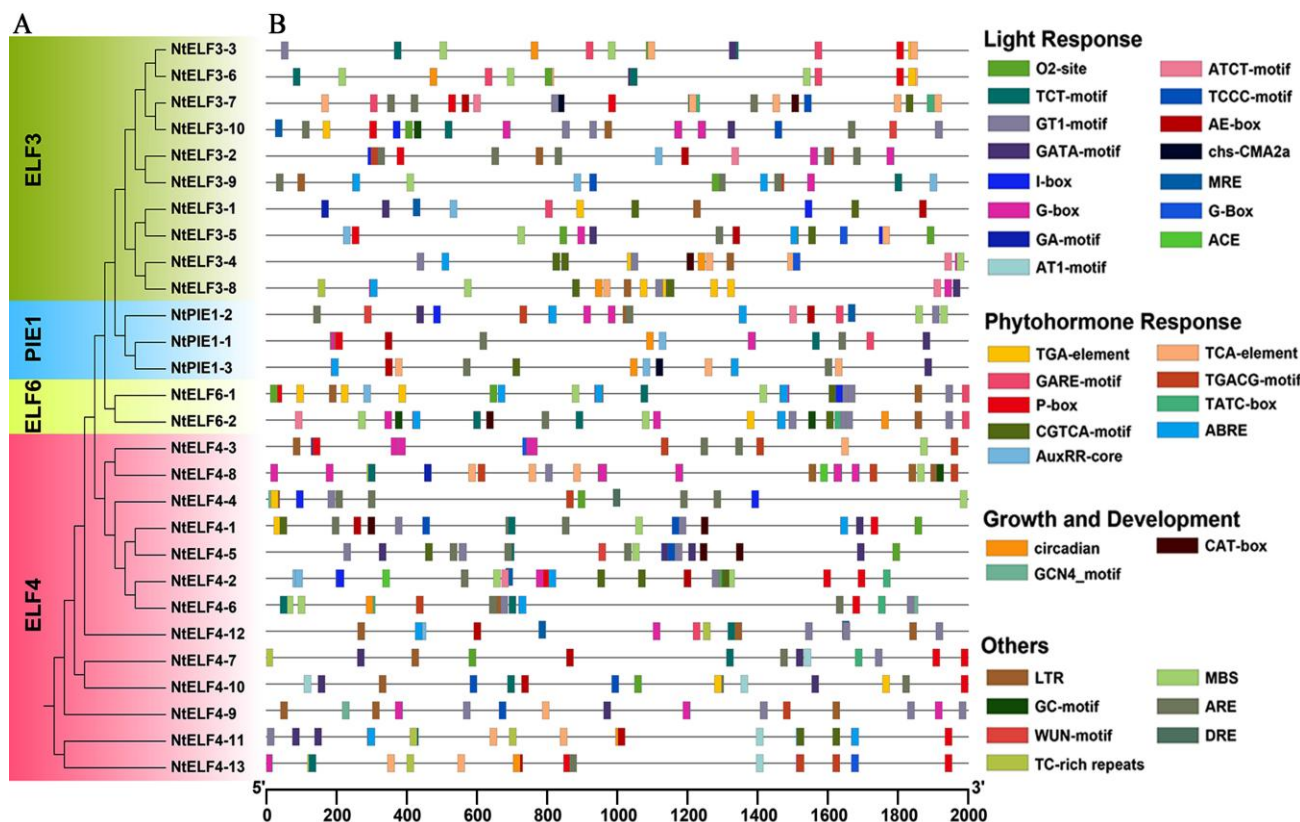 A
B
ELF3
PIE1
ELF6
ELF4
NtELF3-3
NtELF3-6
NtELF3-7
NtELF3-10
NtELF3-2
NtELF3-9
NtELF3-1
NtELF3-5
NtELF3-4
NtELF3-8
NtPIE1-2
NtPIE1-1
NtPIE1-3
NtELF6-1
NtELF6-2
NtELF4-3
NtELF4-8
NtELF4-4
NtELF4-1
NtELF4-5
NtELF4-2
NtELF4-6
NtELF4-12
NtELF4-7
NtELF4-10
NtELF4-9
NtELF4-11
NtELF4-13
5'
3'
0 200 400 600 800 1000 1200 1400 1600 1800 2000
Light Response
O2-site
TCT-motif
GT1-motif
GATA-motif
I-box
G-box
GA-motif
AT1-motif
ATCT-motif
TCCC-motif
AE-box
chs-CMA2a
MRE
G-Box
ACE
Phytohormone Response
TGA-element
GARE-motif
P-box
CGTCA-motif
AuxRR-core
TCA-element
TGACG-motif
TATC-box
ABRE
Growth and Development
circadian
GCN4_motif
CAT-box
Others
LTR
GC-motif
WUN-motif
TC-rich repeats
MBS
ARE
DRE